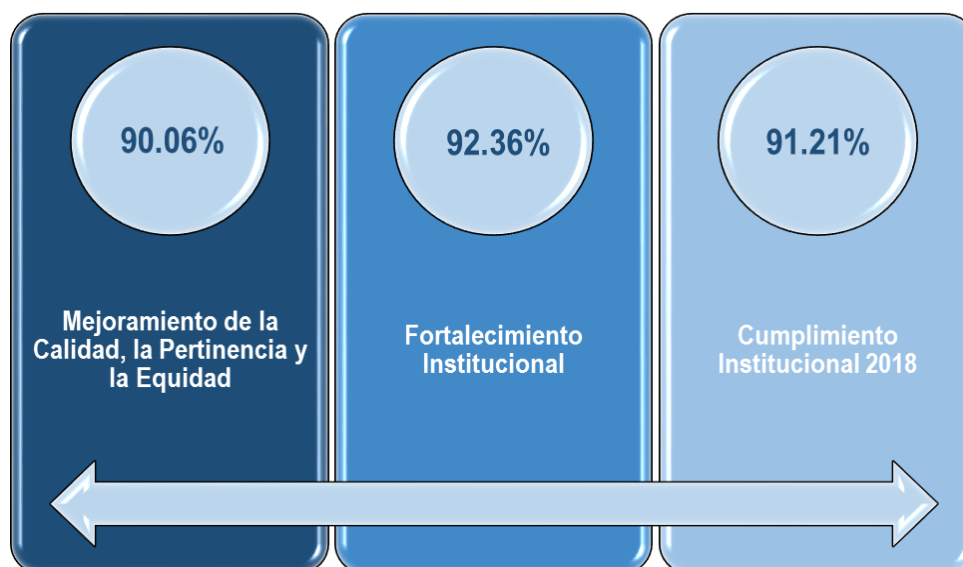 90.06%
Mejoramiento de la
Calidad, la Pertinencia y
la Equidad
92.36%
Fortalecimiento
Institucional
91.21%
Cumplimiento
Institucional 2018